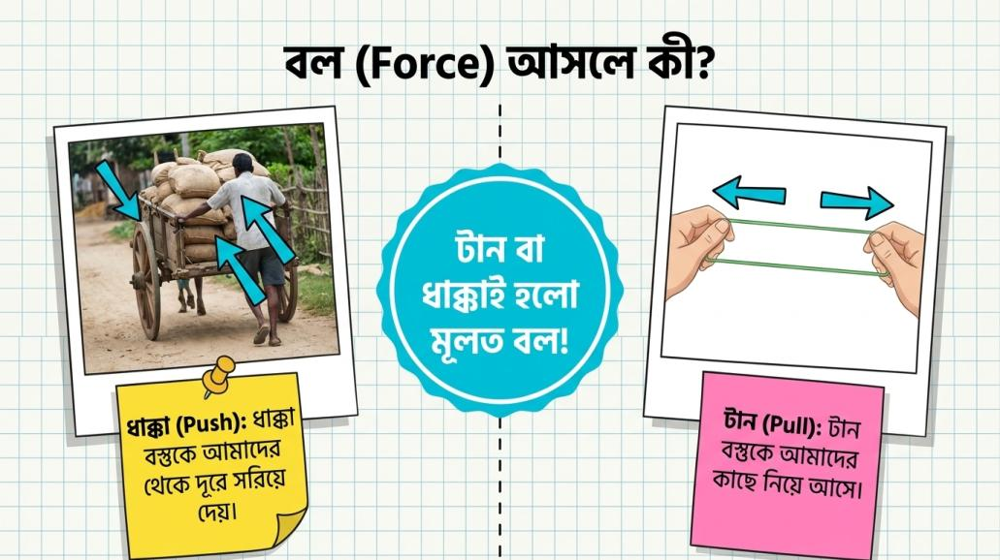 বল (Force) আসলে কী?
টান বা
ধাক্কাই হলো
মূলত বল!
ধাক্কা (Push): ধাক্কা
বস্তুকে আমাদের
থেকে দূরে সরিয়ে
দেয়।
টান (Pull): টান
বস্তুকে আমাদের
কাছে নিয়ে আসে।